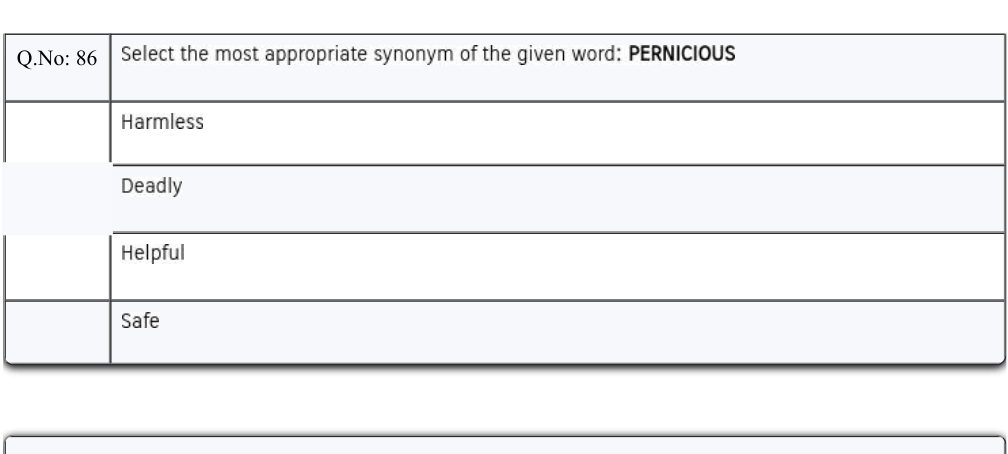 Q.No: 86 Select the most appropriate synonym of the given word: PERNICIOUS
Harmless
Deadly
Helpful
Safe